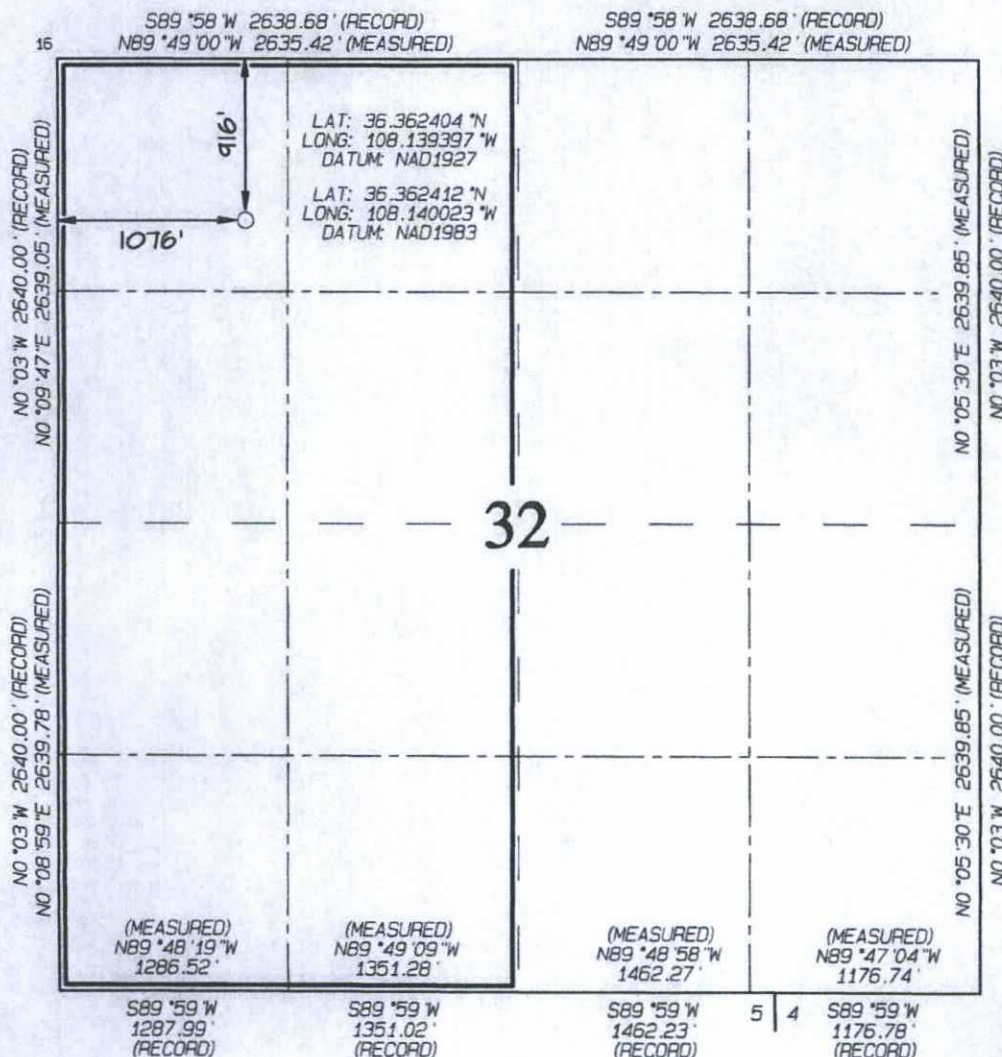 S89 °58 'W 2638.68 ' (RECORD)
N89 °49 '00 "W 2635.42 ' (MEASURED)
S89 °58 'W 2638.68 ' (RECORD)
N89 °49 '00 "W 2635.42 ' (MEASURED)
16
916'
LAT: 36.362404 °N
LONG: 108.139397 °W
DATUM: NAD1927
LAT: 36.362412 °N
LONG: 108.140023 °W
DATUM: NAD1983
1076'
N0 °03 'W 2640.00 ' (RECORD)
N0 °09 '47 "E 2639.05 ' (MEASURED)
N0 °05 '30 "E 2639.85 ' (MEASURED)
N0 °03 'W 2640.00 ' (RECORD)
32
N0 °03 'W 2640.00 ' (RECORD)
N0 °08 '59 "E 2639.78 ' (MEASURED)
N0 °05 '30 "E 2639.85 ' (MEASURED)
N0 °03 'W 2640.00 ' (RECORD)
(MEASURED)
N89 °48 '19 "W
1286.52 '
(MEASURED)
N89 °49 '09 "W
1351.28 '
(MEASURED)
N89 °48 '58 "W
1462.27 '
(MEASURED)
N89 °47 '04 "W
1176.74 '
S89 °59 'W
1287.99 '
(RECORD)
S89 °59 'W
1351.02 '
(RECORD)
S89 °59 'W
1462.23 '
(RECORD)
5 4
S89 °59 'W
1176.78 '
(RECORD)